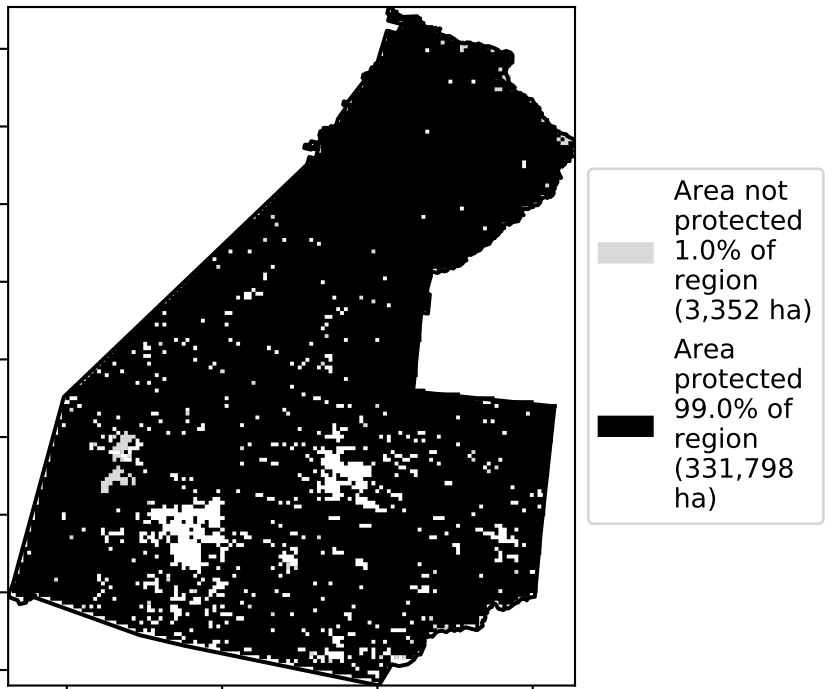 Area not
protected
1.0% of
region
(3,352 ha)
Area
protected
99.0% of
region
(331,798
ha)